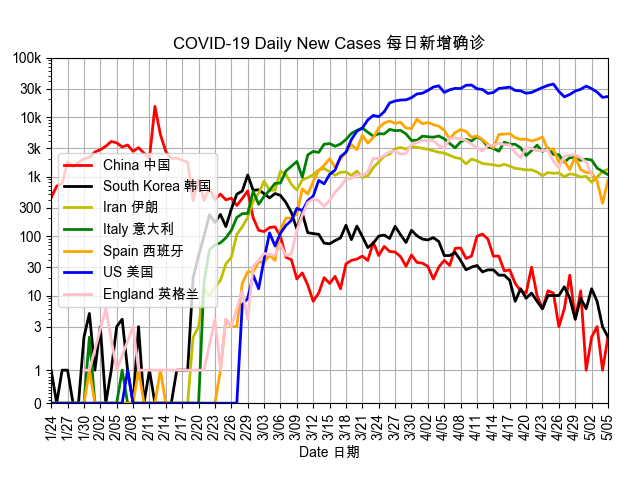 COVID-19 Daily New Cases 每日新增确诊
100k
30k
10k
3k
1k
300
100
30
10
3
1
0
China 中国
South Korea 韩国
Iran 伊朗
Italy 意大利
Spain 西班牙
US 美国
England 英格兰
1/24 1/27 1/30 2/02 2/05 2/08 2/11 2/14 2/17 2/20 2/23 2/26 2/29 3/03 3/06 3/09 3/12 3/15 3/18 3/21 3/24 3/27 3/30 4/02 4/05 4/08 4/11 4/14 4/17 4/20 4/23 4/26 4/29 5/02 5/05
Date 日期